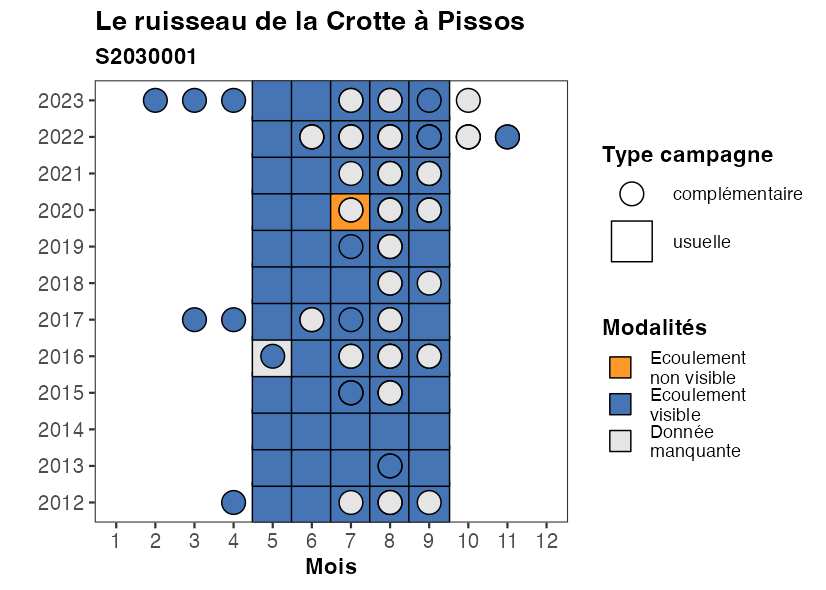 Le ruisseau de la Crotte à Pissos
S2030001
2023
2022
2021
2020
2019
2018
2017
2016
2015
2014
2013
2012
1 2 3 4 5 6 7 8 9 10 11 12
Mois
Type campagne
complémentaire
usuelle
Modalités
Ecoulement
non visible
Ecoulement
visible
Donnée
manquante